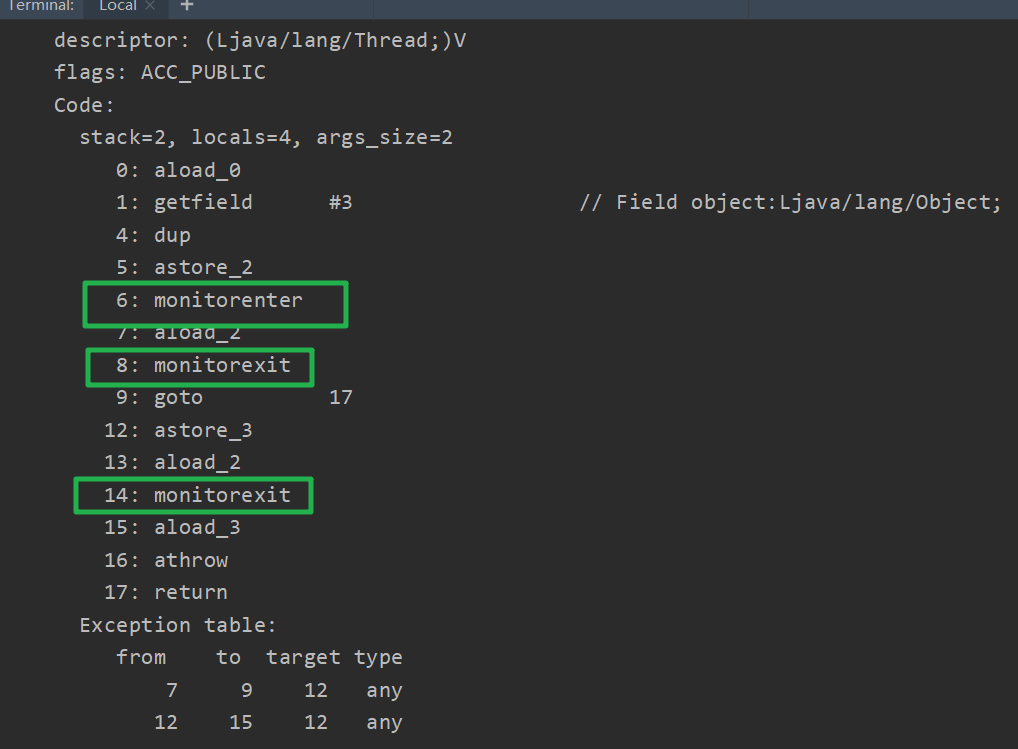 Terminal: Local × +
descriptor: (Ljava/lang/Thread;)V
flags: ACC_PUBLIC
Code:
stack=2, locals=4, args_size=2
0: aload_0
1: getfield #3 // Field object:Ljava/lang/Object;
4: dup
5: astore_2
6: monitorenter
7: aload_2
8: monitorexit
9: goto 17
12: astore_3
13: aload_2
14: monitorexit
15: aload_3
16: athrow
17: return
Exception table:
from to target type
7 9 12 any
12 15 12 any